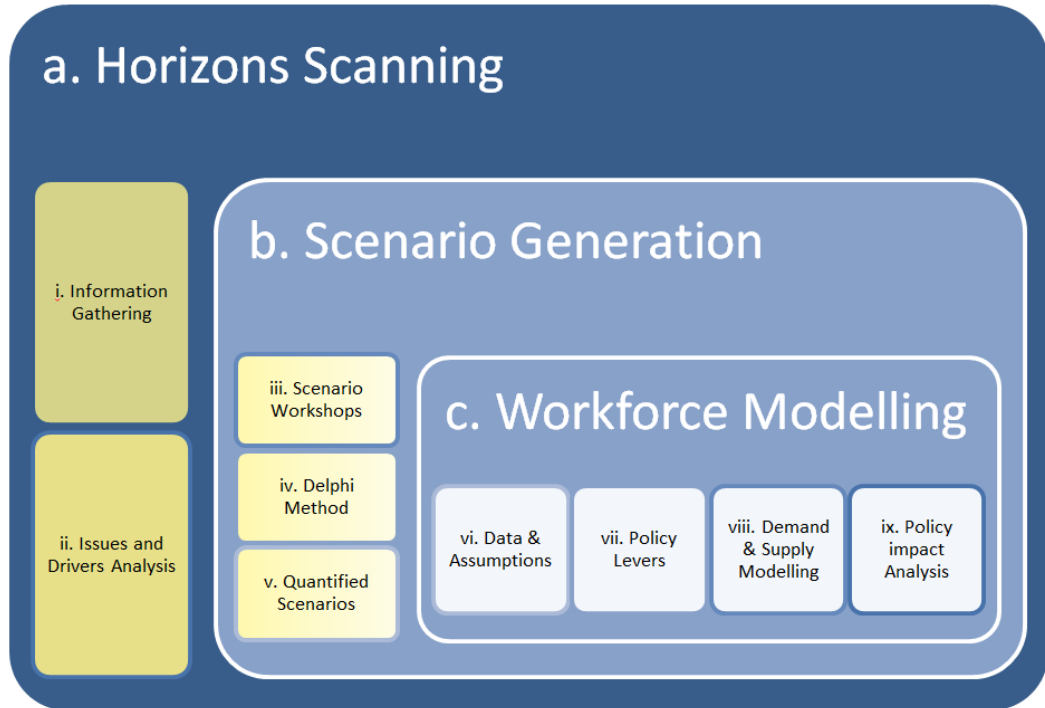 a. Horizons Scanning
i. Information
Gathering
ii. Issues and
Drivers Analysis
b. Scenario Generation
iii. Scenario
Workshops
iv. Delphi
Method
v. Quantified
Scenarios
c. Workforce Modelling
vi. Data &
Assumptions
vii. Policy
Levers
viii. Demand
& Supply
Modelling
ix. Policy
impact
Analysis